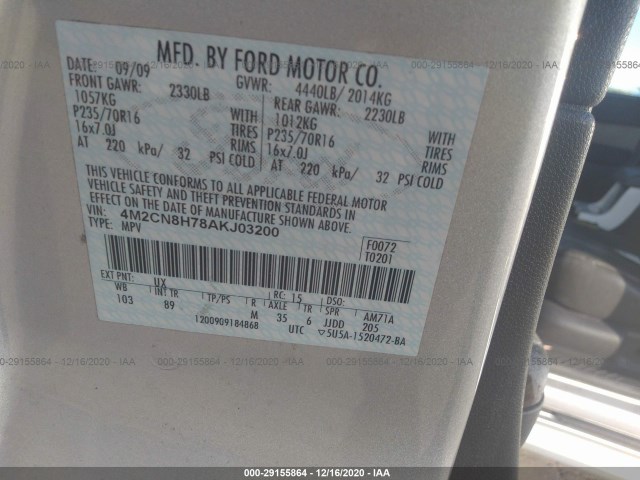 MFD. BY FORD MOTOR CO.
DATE: 09/09 GVWR: 4440LB/ 2014KG
FRONT GAWR: 2330LB REAR GAWR: 2230LB
1057KG WITH 1012KG WITH
P235/70R16 TIRES P235/70R16 TIRES
16x7.0J RIMS 16x7.0J RIMS
AT 220 kPa/ 32 PSI COLD AT 220 kPa/ 32 PSI COLD
THIS VEHICLE CONFORMS TO ALL APPLICABLE FEDERAL MOTOR
VEHICLE SAFETY AND THEFT PREVENTION STANDARDS IN
EFFECT ON THE DATE OF MANUFACTURE SHOWN ABOVE.
VIN: 4M2CN8H78AKJ03200
TYPE: MPV
F0072
T0201
EXT PNT: UX RC: 15 DSO:
WB INT TR TP/PS R AXLE TR SPR AM71A
103 89 M 35 6 JJDD 205
1200909184868 UTC ▽5U5A-1520472-BA
000-29155864 - 12/16/2020 - IAA